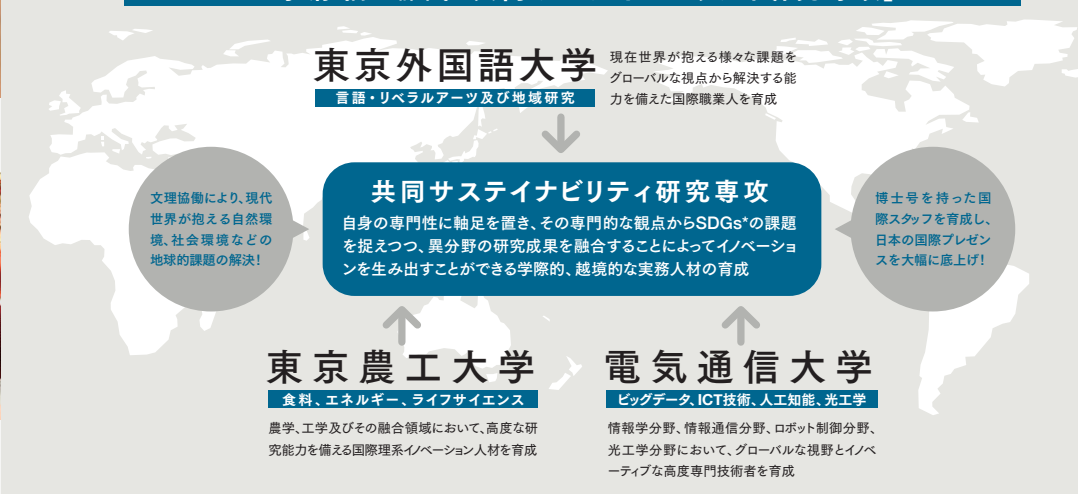 東京外国語大学
言語・リベラルアーツ及び地域研究
現在世界が抱える様々な課題を
グローバルな視点から解決する能
力を備えた国際職業人を育成
文理協働により、現代
世界が抱える自然環
境、社会環境などの
地球的課題の解決！
共同サステイナビリティ研究専攻
自身の専門性に軸足を置き、その専門的な観点からSDGs*の課題
を捉えつつ、異分野の研究成果を融合することによってイノベーショ
ンを生み出すことができる学際的、越境的な実務人材の育成
博士号を持った国
際スタッフを育成し、
日本の国際プレゼン
スを大幅に底上げ！
東京農工大学
食料、エネルギー、ライフサイエンス
農学、工学及びその融合領域において、高度な研
究能力を備える国際理系イノベーション人材を育成
電気通信大学
ビッグデータ、ICT技術、人工知能、光工学
情報学分野、情報通信分野、ロボット制御分野、
光工学分野において、グローバルな視野とイノベ
ーティブな高度専門技術者を育成